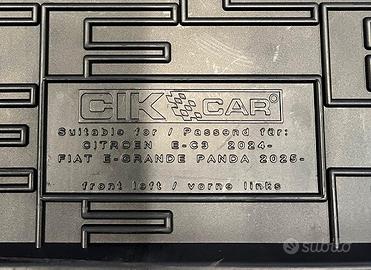 CIK CAR
Suitable for / Passend für:
CITROEN E-C3 2024-
FIAT E-GRANDE PANDA 2025-
front left / vorne links
subito